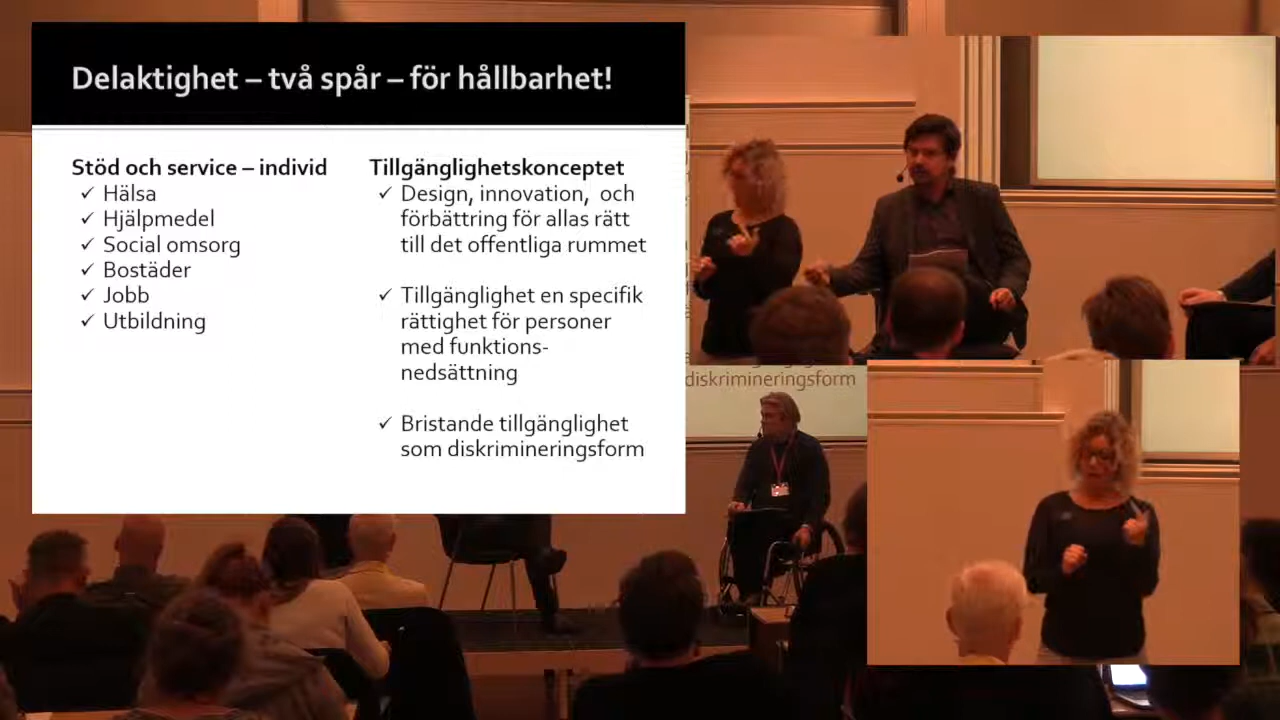 Delaktighet – två spår – för hållbarhet!
Stöd och service – individ
✓ Hälsa
✓ Hjälpmedel
✓ Social omsorg
✓ Bostäder
✓ Jobb
✓ Utbildning
Tillgänglighetskonceptet
✓ Design, innovation, och
förbättring för allas rätt
till det offentliga rummet
✓ Tillgänglighet en specifik
rättighet för personer
med funktions-
nedsättning
✓ Bristande tillgänglighet
som diskrimineringsform
diskrimineringsform